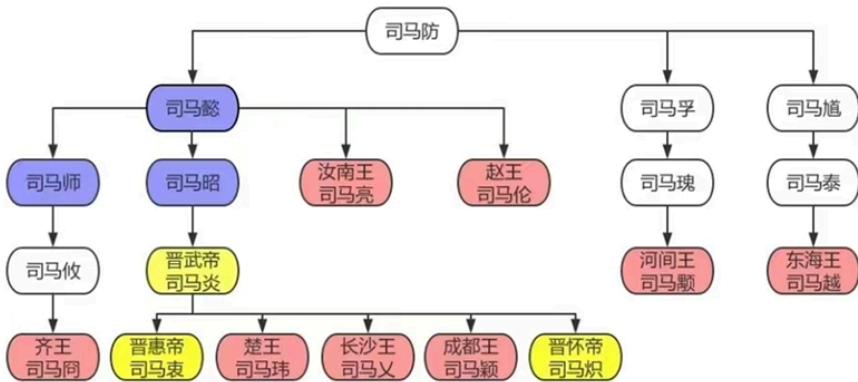 司马防
司马懿
司马孚
司马馗
司马师
司马昭
汝南王
司马亮
赵王
司马伦
司马瑰
司马泰
司马攸
晋武帝
司马炎
河间王
司马颙
东海王
司马越
齐王
司马冏
晋惠帝
司马衷
楚王
司马玮
长沙王
司马乂
成都王
司马颖
晋怀帝
司马炽